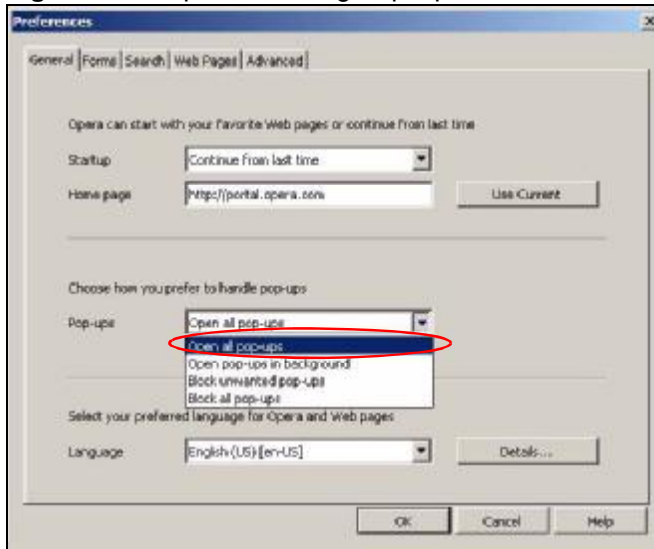 Preferences
General Forms Search Web Pages Advanced
Opera can start with your favorite Web pages or continue from last time
Startup Continue from last time
Home page http://portal.opera.com Use Current
Choose how you prefer to handle pop-ups
Pop-ups Open all pop-ups
Open all pop-ups
Open pop-ups in background
Block unwanted pop-ups
Block all pop-ups
Select your preferred language for Opera and Web pages
Language English (US) [en-US] Details...
OK Cancel Help